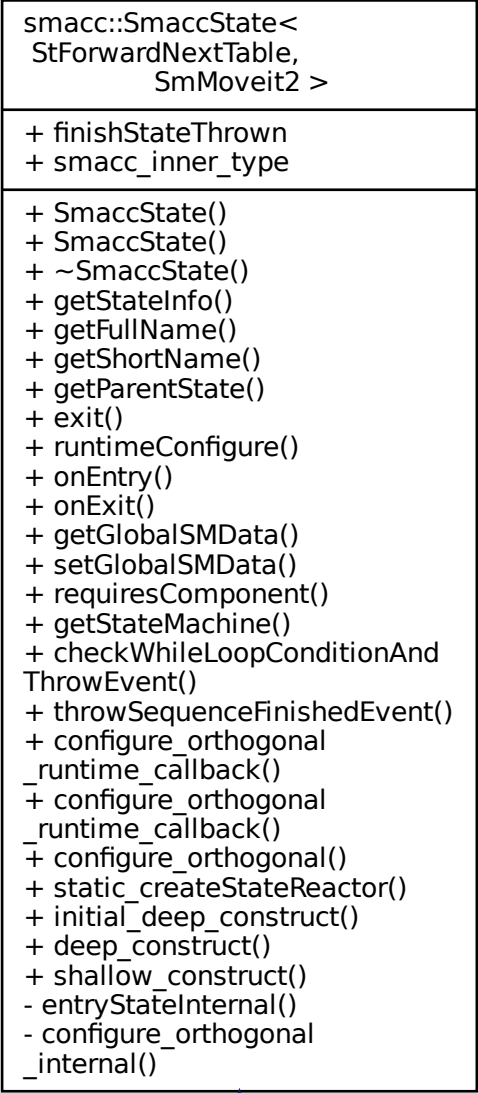 smacc::SmaccState<
StForwardNextTable,
SmMoveit2 >
+ finishStateThrown
+ smacc_inner_type
+ SmaccState()
+ SmaccState()
+ ~SmaccState()
+ getStateInfo()
+ getFullName()
+ getShortName()
+ getParentState()
+ exit()
+ runtimeConfigure()
+ onEntry()
+ onExit()
+ getGlobalSMData()
+ setGlobalSMData()
+ requiresComponent()
+ getStateMachine()
+ checkWhileLoopConditionAnd
ThrowEvent()
+ throwSequenceFinishedEvent()
+ configure_orthogonal
_runtime_callback()
+ configure_orthogonal
_runtime_callback()
+ configure_orthogonal()
+ static_createStateReactor()
+ initial_deep_construct()
+ deep_construct()
+ shallow_construct()
- entryStateInternal()
- configure_orthogonal
_internal()